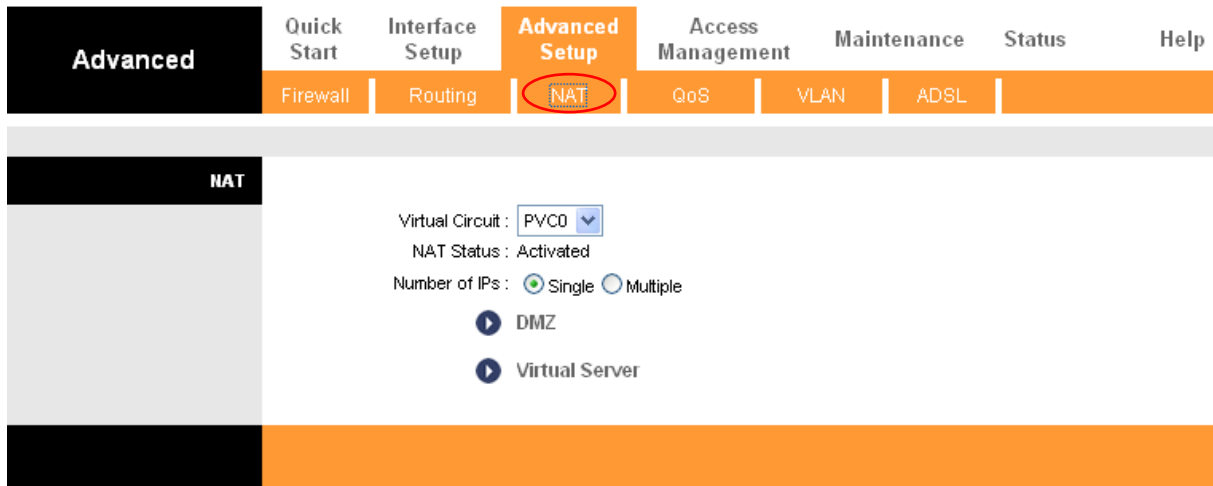 Advanced
Quick Start
Interface Setup
Advanced Setup
Access Management
Maintenance
Status
Help
Firewall
Routing
NAT
QoS
VLAN
ADSL
NAT
Virtual Circuit : PVC0
NAT Status : Activated
Number of IPs : Single Multiple
DMZ
Virtual Server